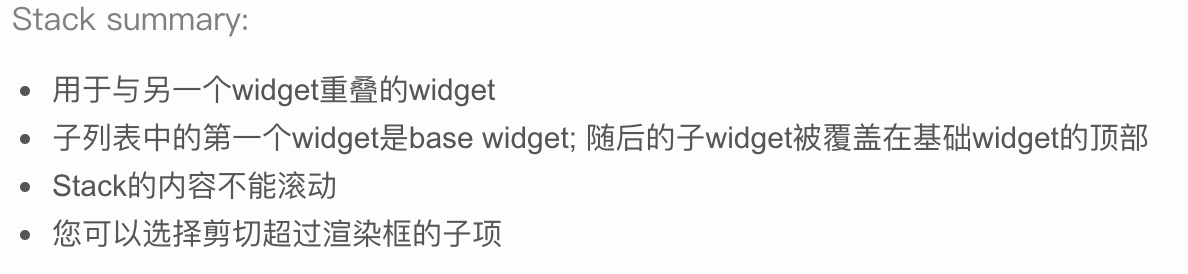 Stack summary:
• 用于与另一个widget重叠的widget
• 子列表中的第一个widget是base widget; 随后的子widget被覆盖在基础widget的顶部
• Stack的内容不能滚动
• 您可以选择剪切超过渲染框的子项